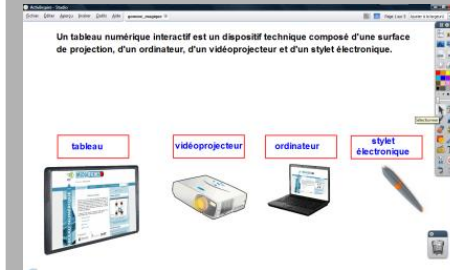 Un tableau numérique interactif est un dispositif technique composé d'une surface
de projection, d'un ordinateur, d'un vidéoprojecteur et d'un stylet électronique.
tableau
vidéoprojecteur
ordinateur
stylet
électronique